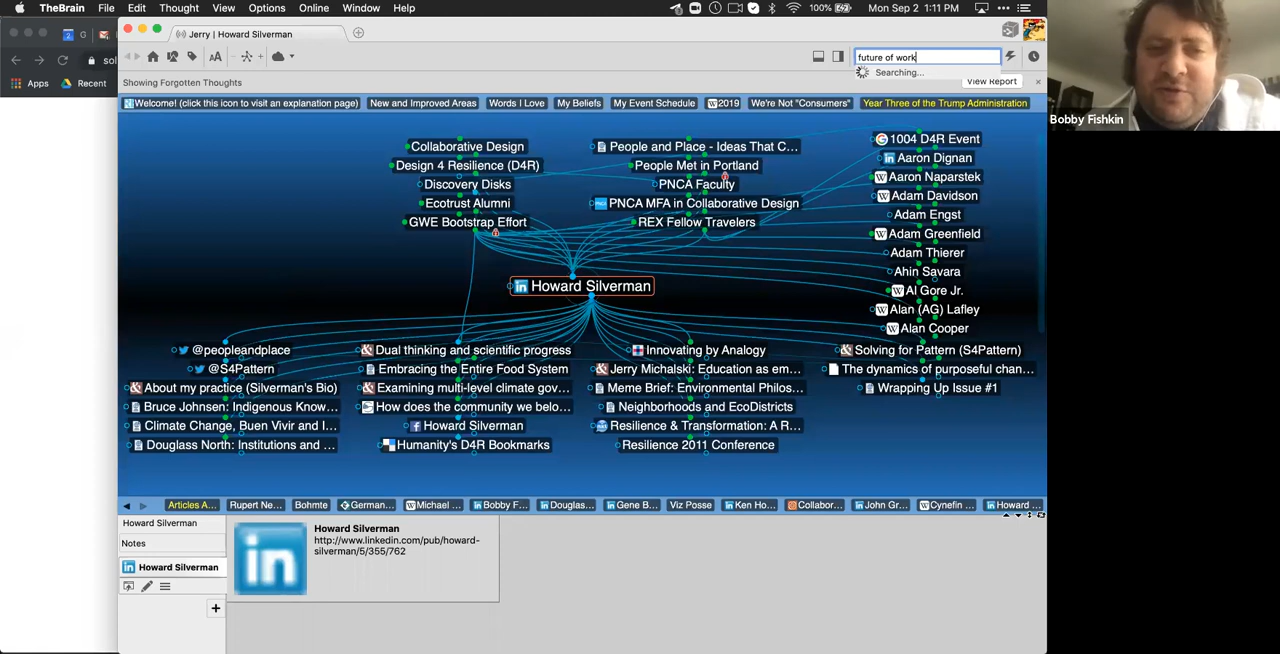 TheBrain File Edit Thought View Options Online Window Help 100% Mon Sep 2 1:11 PM
Jerry | Howard Silverman
G
sol
Apps Recent
AA
future of work
Searching...
Showing Forgotten Thoughts
View Report
Welcome! (click this icon to visit an explanation page) New and Improved Areas Words I Love My Beliefs My Event Schedule 2019 We're Not "Consumers" Year Three of the Trump Administration
Bobby Fishkin
Collaborative Design
Design 4 Resilience (D4R)
Discovery Disks
Ecotrust Alumni
GWE Bootstrap Effort
People and Place - Ideas That C...
People Met in Portland
PNCA Faculty
PNCA MFA in Collaborative Design
REX Fellow Travelers
1004 D4R Event
Aaron Dignan
Aaron Naparstek
Adam Davidson
Adam Engst
Adam Greenfield
Adam Thierer
Ahin Savara
Al Gore Jr.
Alan (AG) Lafley
Alan Cooper
Howard Silverman
@peopleandplace
@S4Pattern
About my practice (Silverman's Bio)
Bruce Johnsen: Indigenous Know...
Climate Change, Buen Vivir and I...
Douglass North: Institutions and ...
Dual thinking and scientific progress
Embracing the Entire Food System
Examining multi-level climate gov...
How does the community we belo...
Howard Silverman
Humanity's D4R Bookmarks
Innovating by Analogy
Jerry Michalski: Education as em...
Meme Brief: Environmental Philos...
Neighborhoods and EcoDistricts
Resilience & Transformation: A R...
Resilience 2011 Conference
Solving for Pattern (S4Pattern)
The dynamics of purposeful chan...
Wrapping Up Issue #1
Articles A... Rupert Ne... Bohmte German... Michael ... Bobby F... Douglas... Gene B... Viz Posse Ken Ho... Collabor... John Gr... Cynefin ... Howard ...
Howard Silverman
Notes
Howard Silverman
in
Howard Silverman
http://www.linkedin.com/pub/howard-
silverman/5/355/762